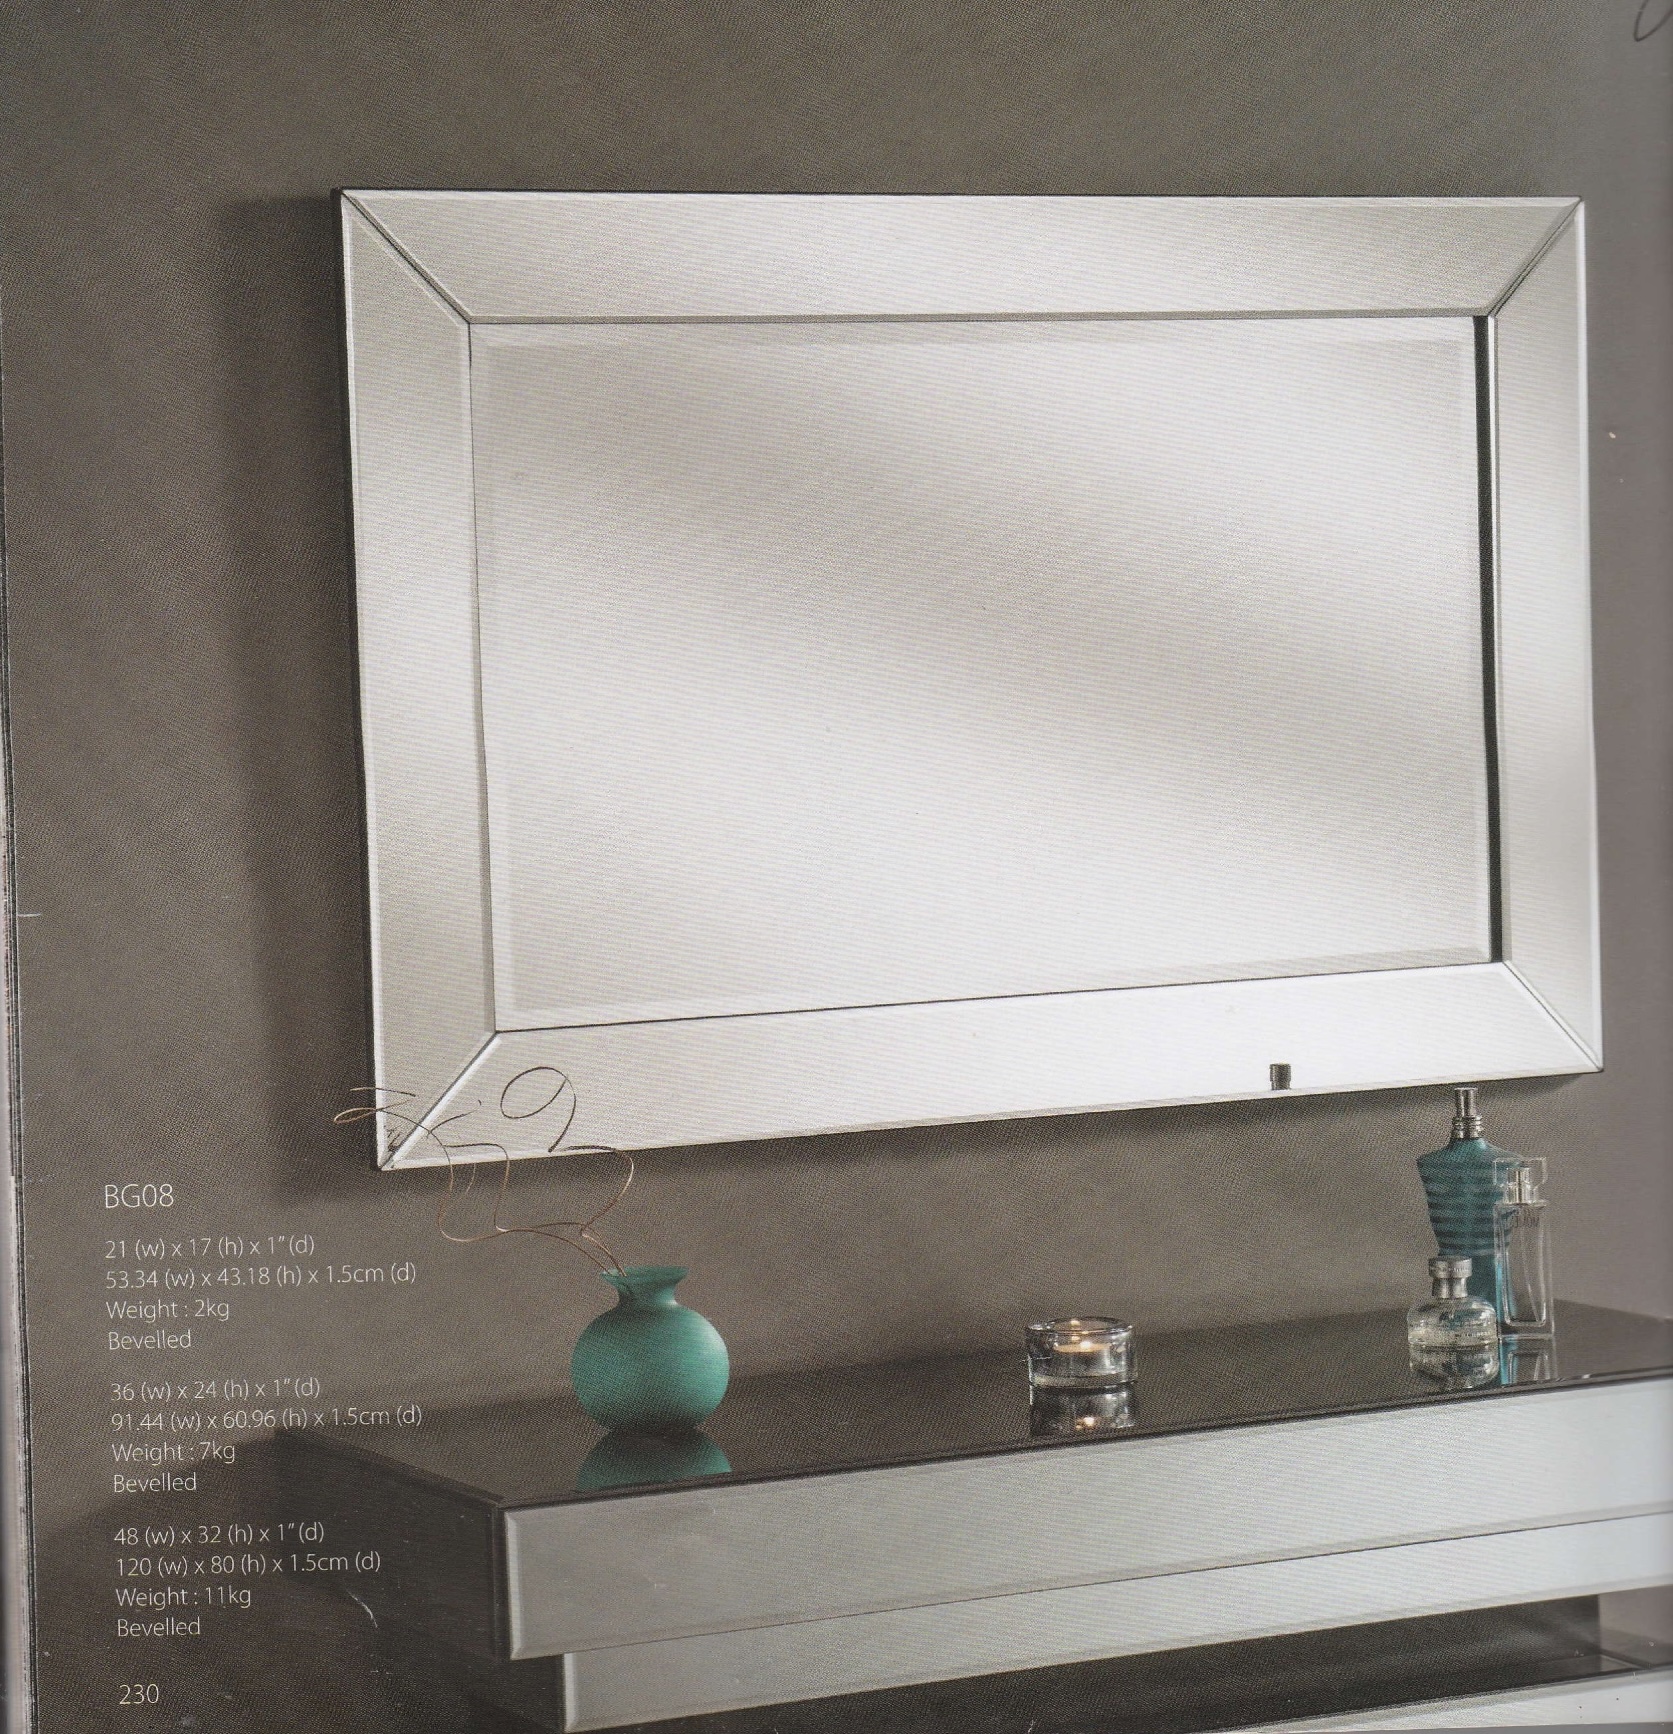 BG08
21 (w) x 17 (h) x 1" (d)
53.34 (w) x 43.18 (h) x 1.5cm (d)
Weight : 2kg
Bevelled
36 (w) x 24 (h) x 1" (d)
91.44 (w) x 60.96 (h) x 1.5cm (d)
Weight : 7kg
Bevelled
48 (w) x 32 (h) x 1" (d)
120 (w) x 80 (h) x 1.5cm (d)
Weight : 11kg
Bevelled
230